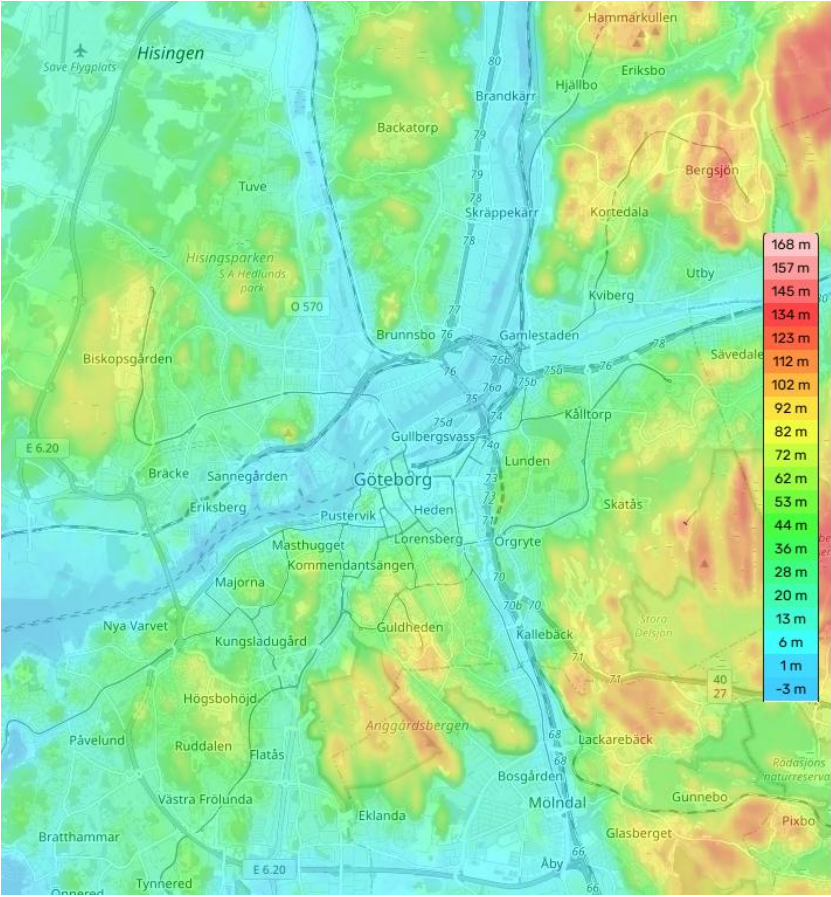 Hammarkullen
Hisingen
Säve Flygplats
80
Eriksbo
Hjällbo
Brandkärr
Backatorp
79
Bergsjön
79
Tuve
78
Skräppekärr
Kortedala
78
168 m
Hisingsparken
157 m
S A Hedlunds
park
Utby
145 m
Kviberg
O 570
77
134 m
Brunnsbo
76
Gamlestaden
123 m
78
Biskopsgården
76b
Sävedale
112 m
76
75a
76
75b
102 m
76a
75
92 m
74
Kålltorp
75d
82 m
Gullbergsvass
74a
E 6.20
72 m
Lunden
Bräcke
Sannegården
62 m
Göteborg
73
53 m
72
Skatås
Eriksberg
Heden
Pustervik
71
44 m
Lorensberg
Örgryte
Masthugget
36 m
Kommendantsängen
28 m
70
Majorna
20 m
70b
70
13 m
Stora
Delsjön
Nya Varvet
Guldheden
Kallebäck
Kungsladugård
6 m
71
1 m
71
40
27
-3 m
Högsbohöjd
Änggårdsbergen
68
Påvelund
Ruddalen
Lackarebäck
Flatås
68
Rådasjöns
naturreserva
Bosgården
Västra Frölunda
Gunnebo
Mölndal
Eklanda
Pixbo
Bratthammar
Glasberget
66
E 6.20
Åby
Tynnered
66
Önnered